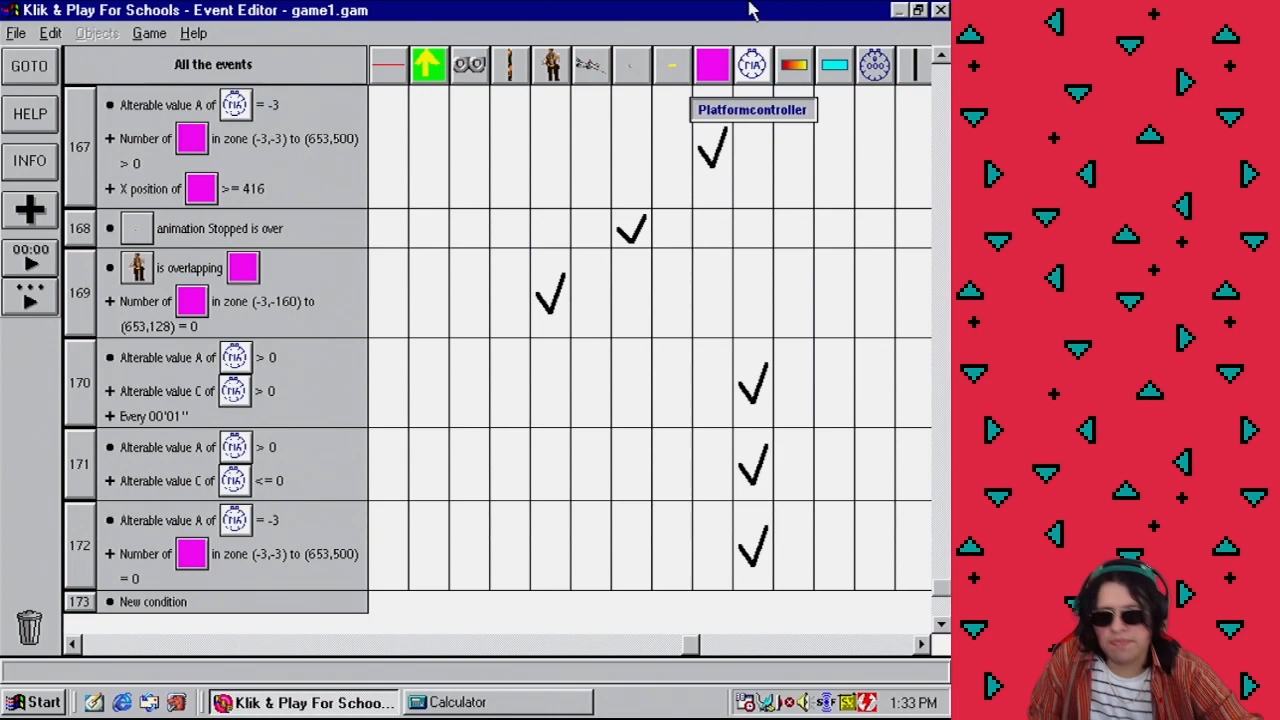 Klik & Play For Schools - Event Editor - game1.gam
File Edit Objects Game Help
GOTO
All the events
HELP
INFO
00:00
Platformcontroller
167
• Alterable value A of = -3
+ Number of in zone (-3,-3) to (653,500)
> 0
+ X position of >= 416
168
• animation Stopped is over
169
• is overlapping
+ Number of in zone (-3,-160) to
(653,128) = 0
170
• Alterable value A of > 0
+ Alterable value C of > 0
+ Every 00'01"
171
• Alterable value A of > 0
+ Alterable value C of <= 0
172
• Alterable value A of = -3
+ Number of in zone (-3,-3) to (653,500)
= 0
173
• New condition
Start
Klik & Play For Schoo...
Calculator
1:33 PM